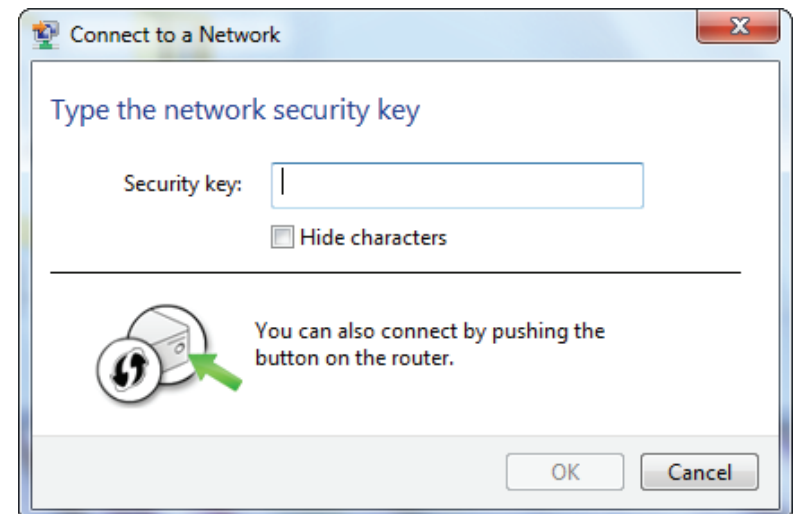 Connect to a Network
Type the network security key
Security key:
Hide characters
You can also connect by pushing the
button on the router.
OK
Cancel